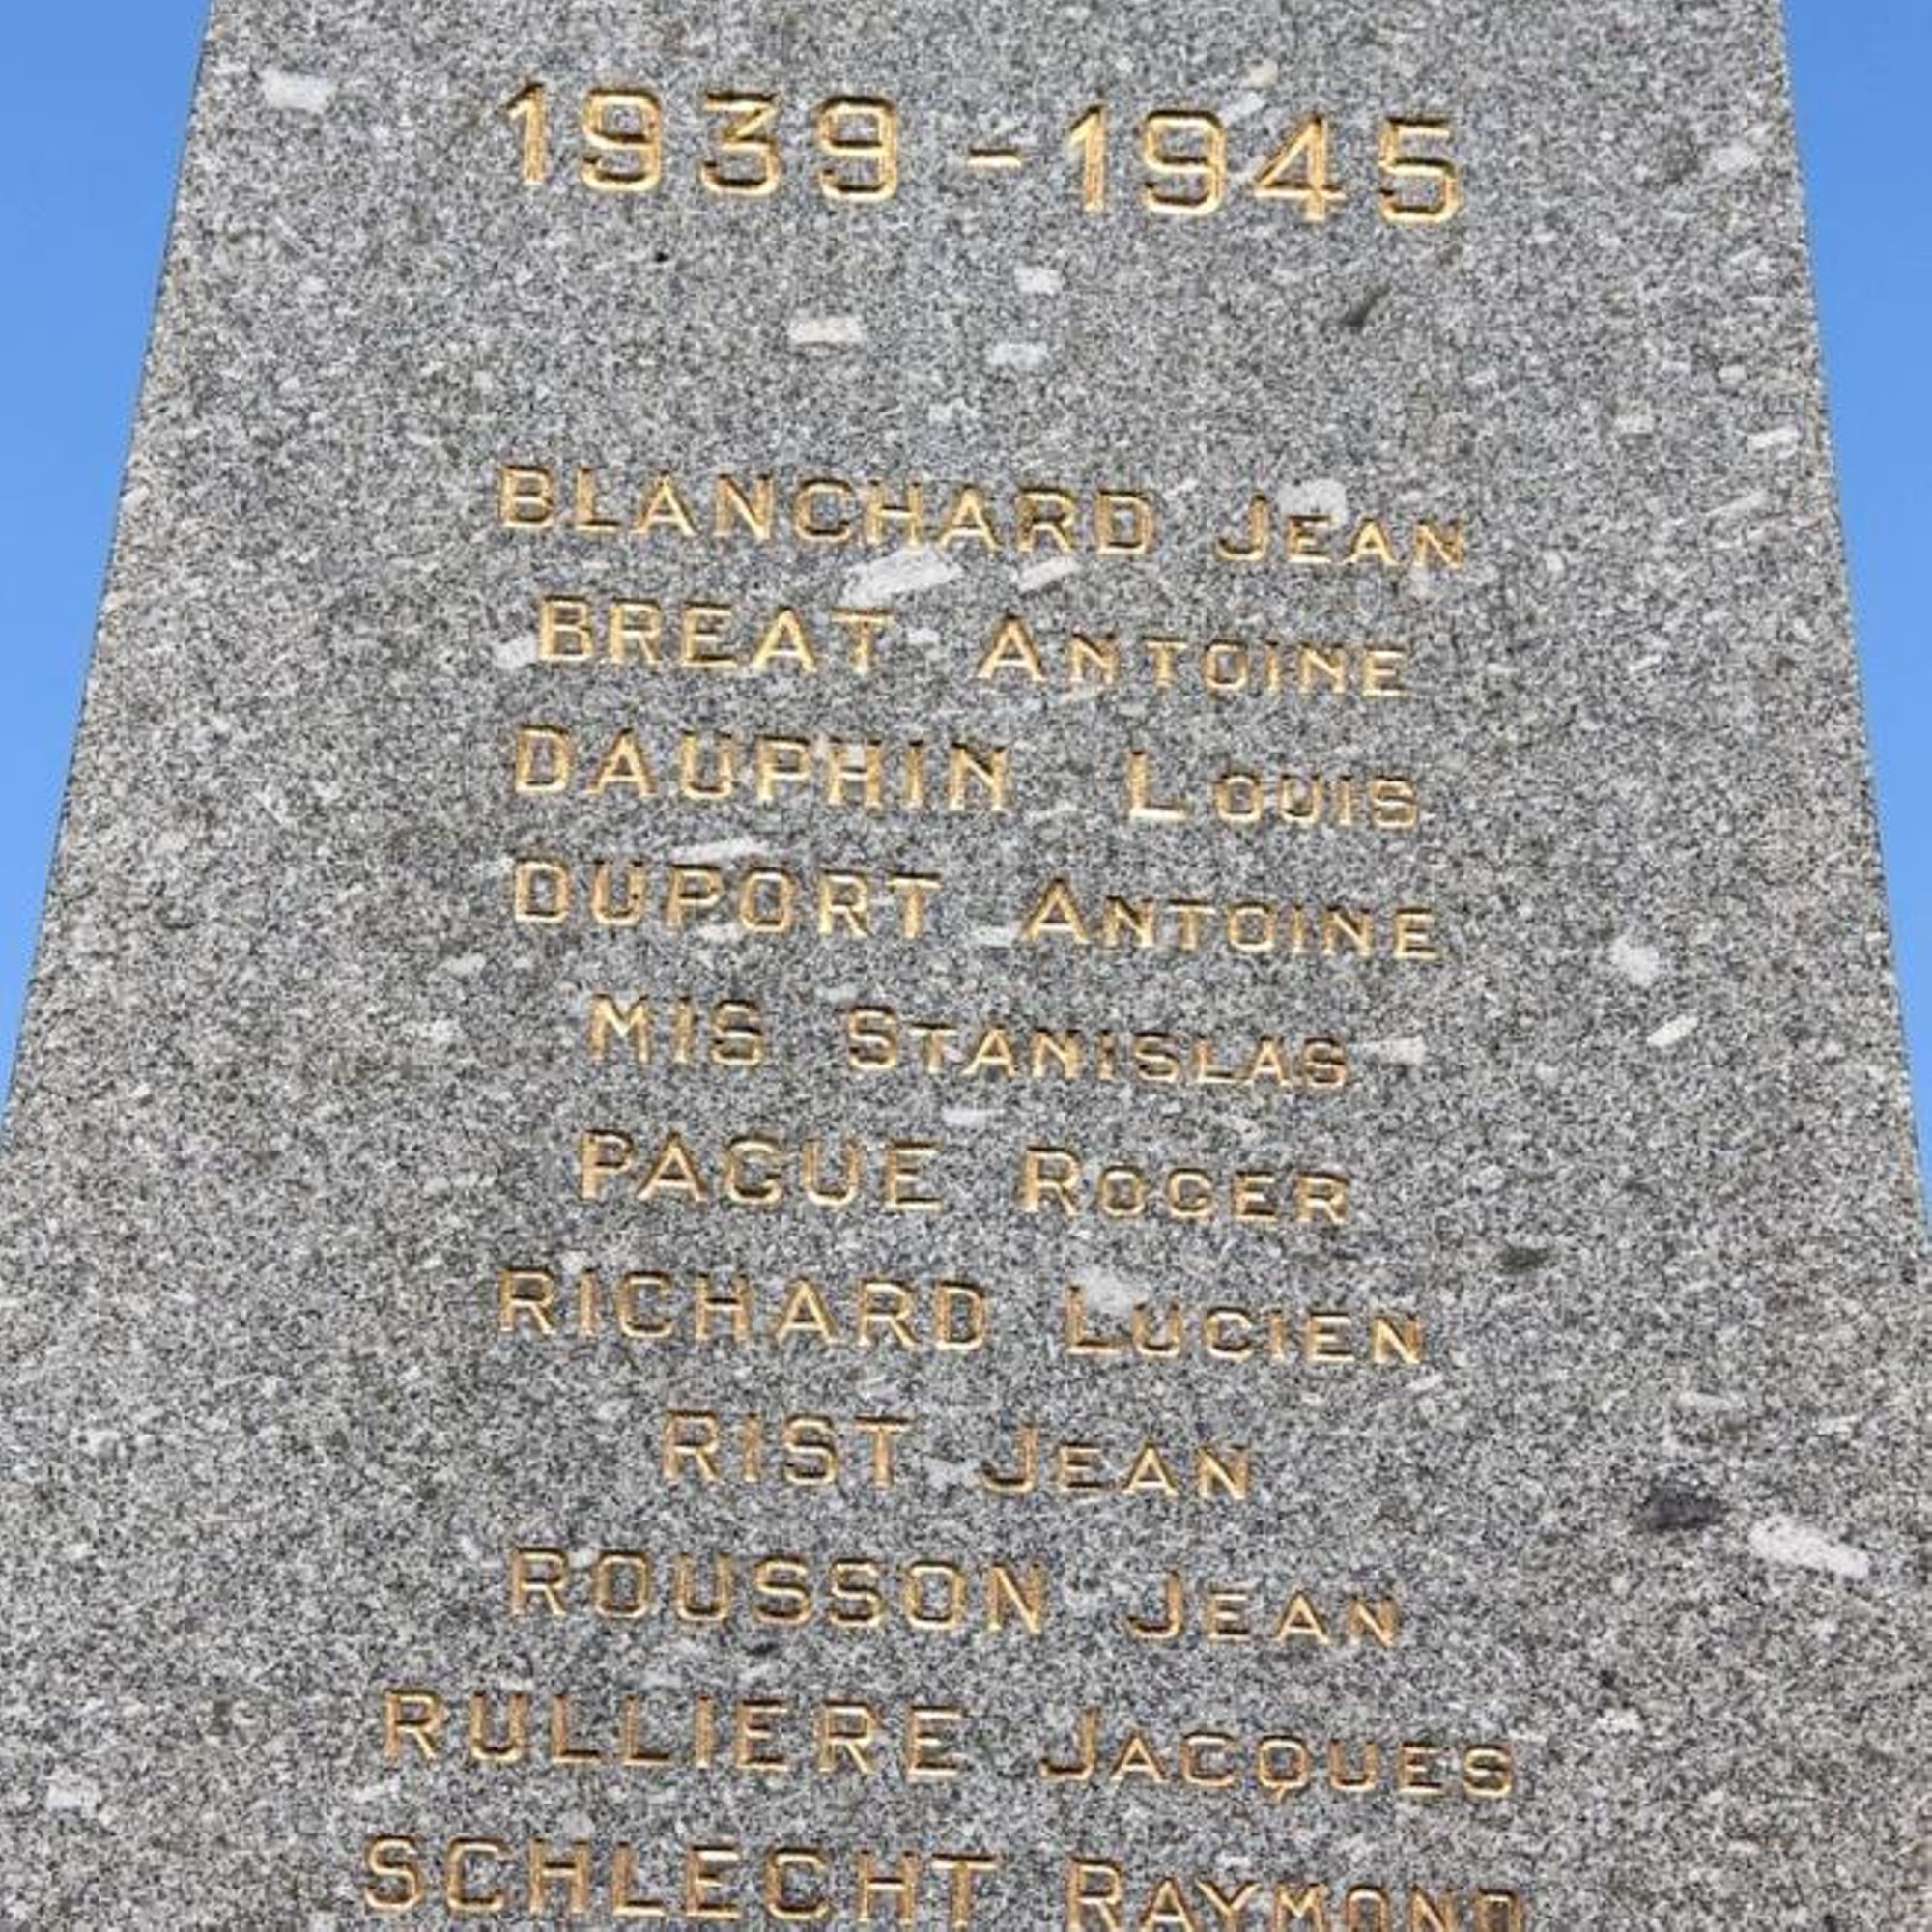 1939-1945
BLANCHARD JEAN
BREAT ANTOINE
DAUPHIN LOUIS
DUPORT ANTOINE
MIS STANISLAS
PAGUE ROGER
RICHARD LUCIEN
RIST JEAN
ROUSSON JEAN
RULLIERE JACQUES
SCHLECHT RAYMOND